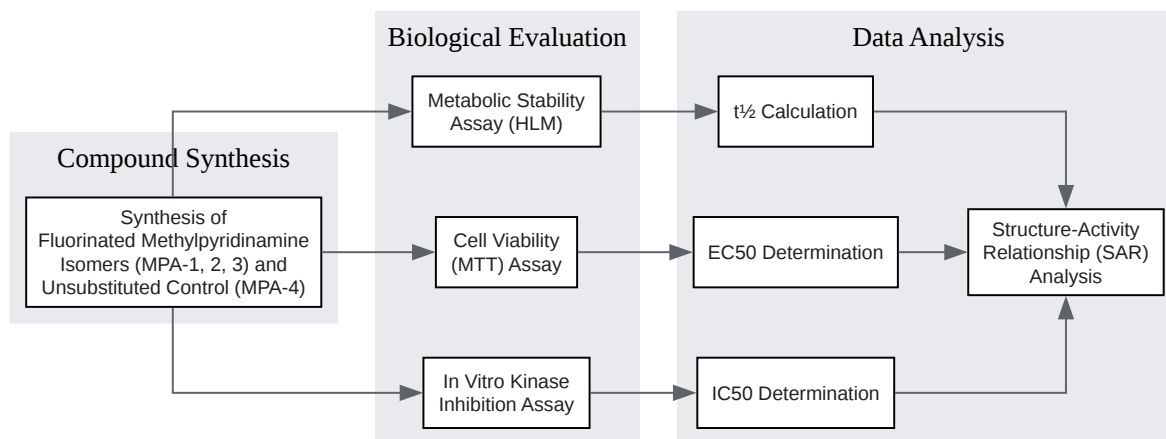 Biological Evaluation
Data Analysis
Metabolic Stability
Assay (HLM)
t½ Calculation
Compound Synthesis
Synthesis of
Fluorinated Methylpyridinamine
Isomers (MPA-1, 2, 3) and
Unsubstituted Control (MPA-4)
Cell Viability
(MTT) Assay
EC50 Determination
Structure-Activity
Relationship (SAR)
Analysis
In Vitro Kinase
Inhibition Assay
IC50 Determination